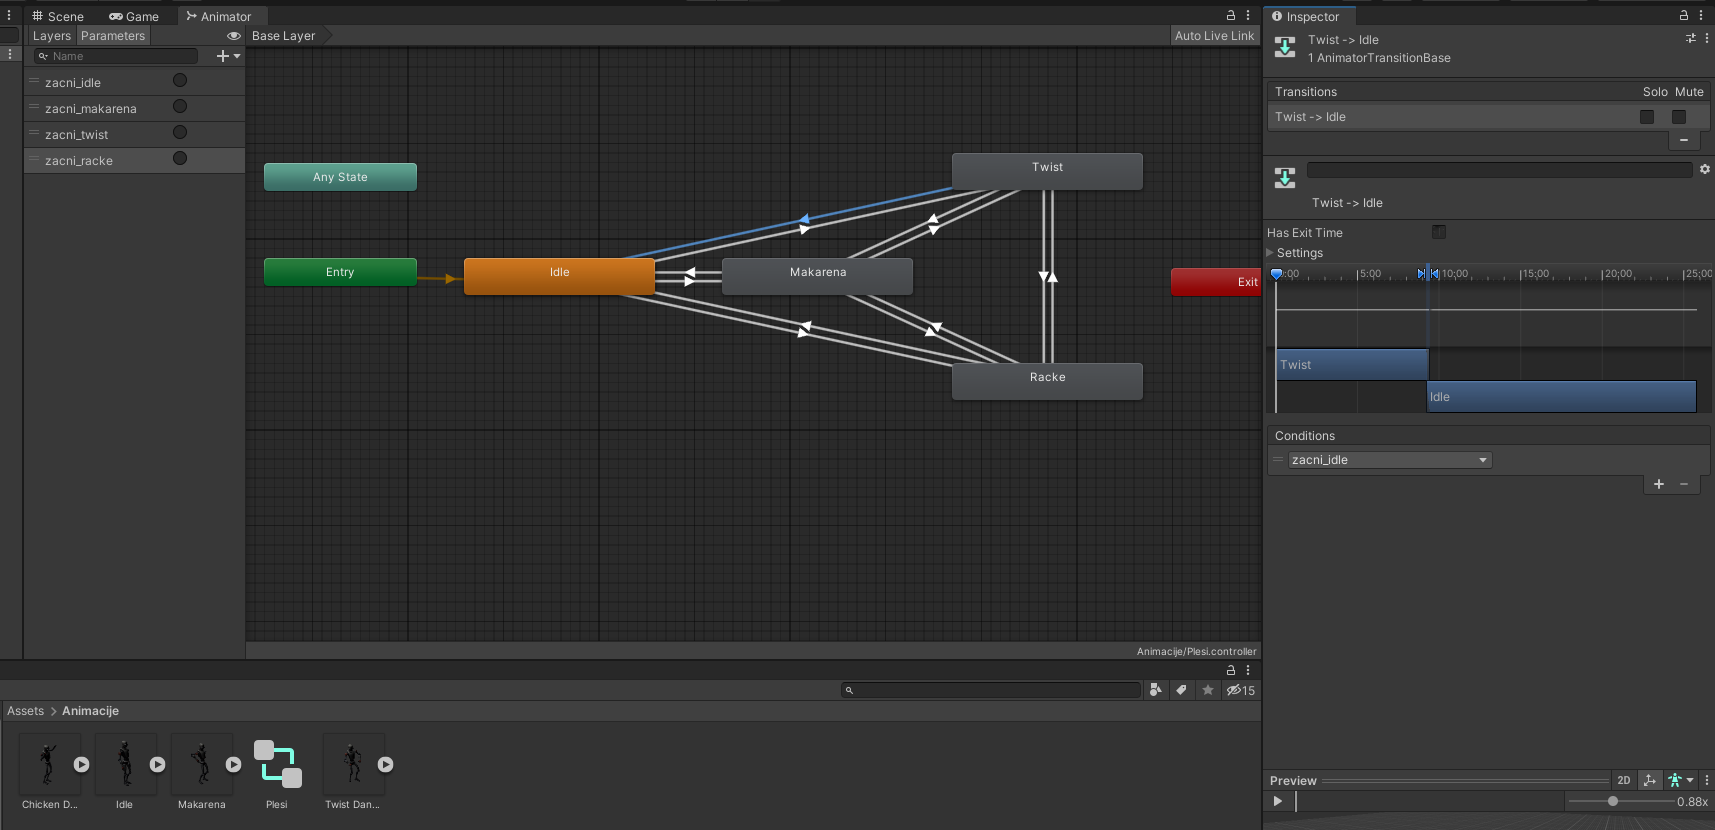 Scene
Game
Animator
Layers
Parameters
Base Layer
Auto Live Link
Name
zacni_idle
zacni_makarena
zacni_twist
zacni_racke
Any State
Entry
Idle
Makarena
Twist
Racke
Exit
Animacije/Plesi.controller
15
Assets > Animacije
Chicken D...
Idle
Makarena
Plesi
Twist Dan...
Inspector
Twist -> Idle
1 AnimatorTransitionBase
Transitions
Solo
Mute
Twist -> Idle
Twist -> Idle
Has Exit Time
Settings
:00
5:00
10:00
15:00
20:00
25:00
Twist
Idle
Conditions
zacni_idle
Preview
2D
0.88x